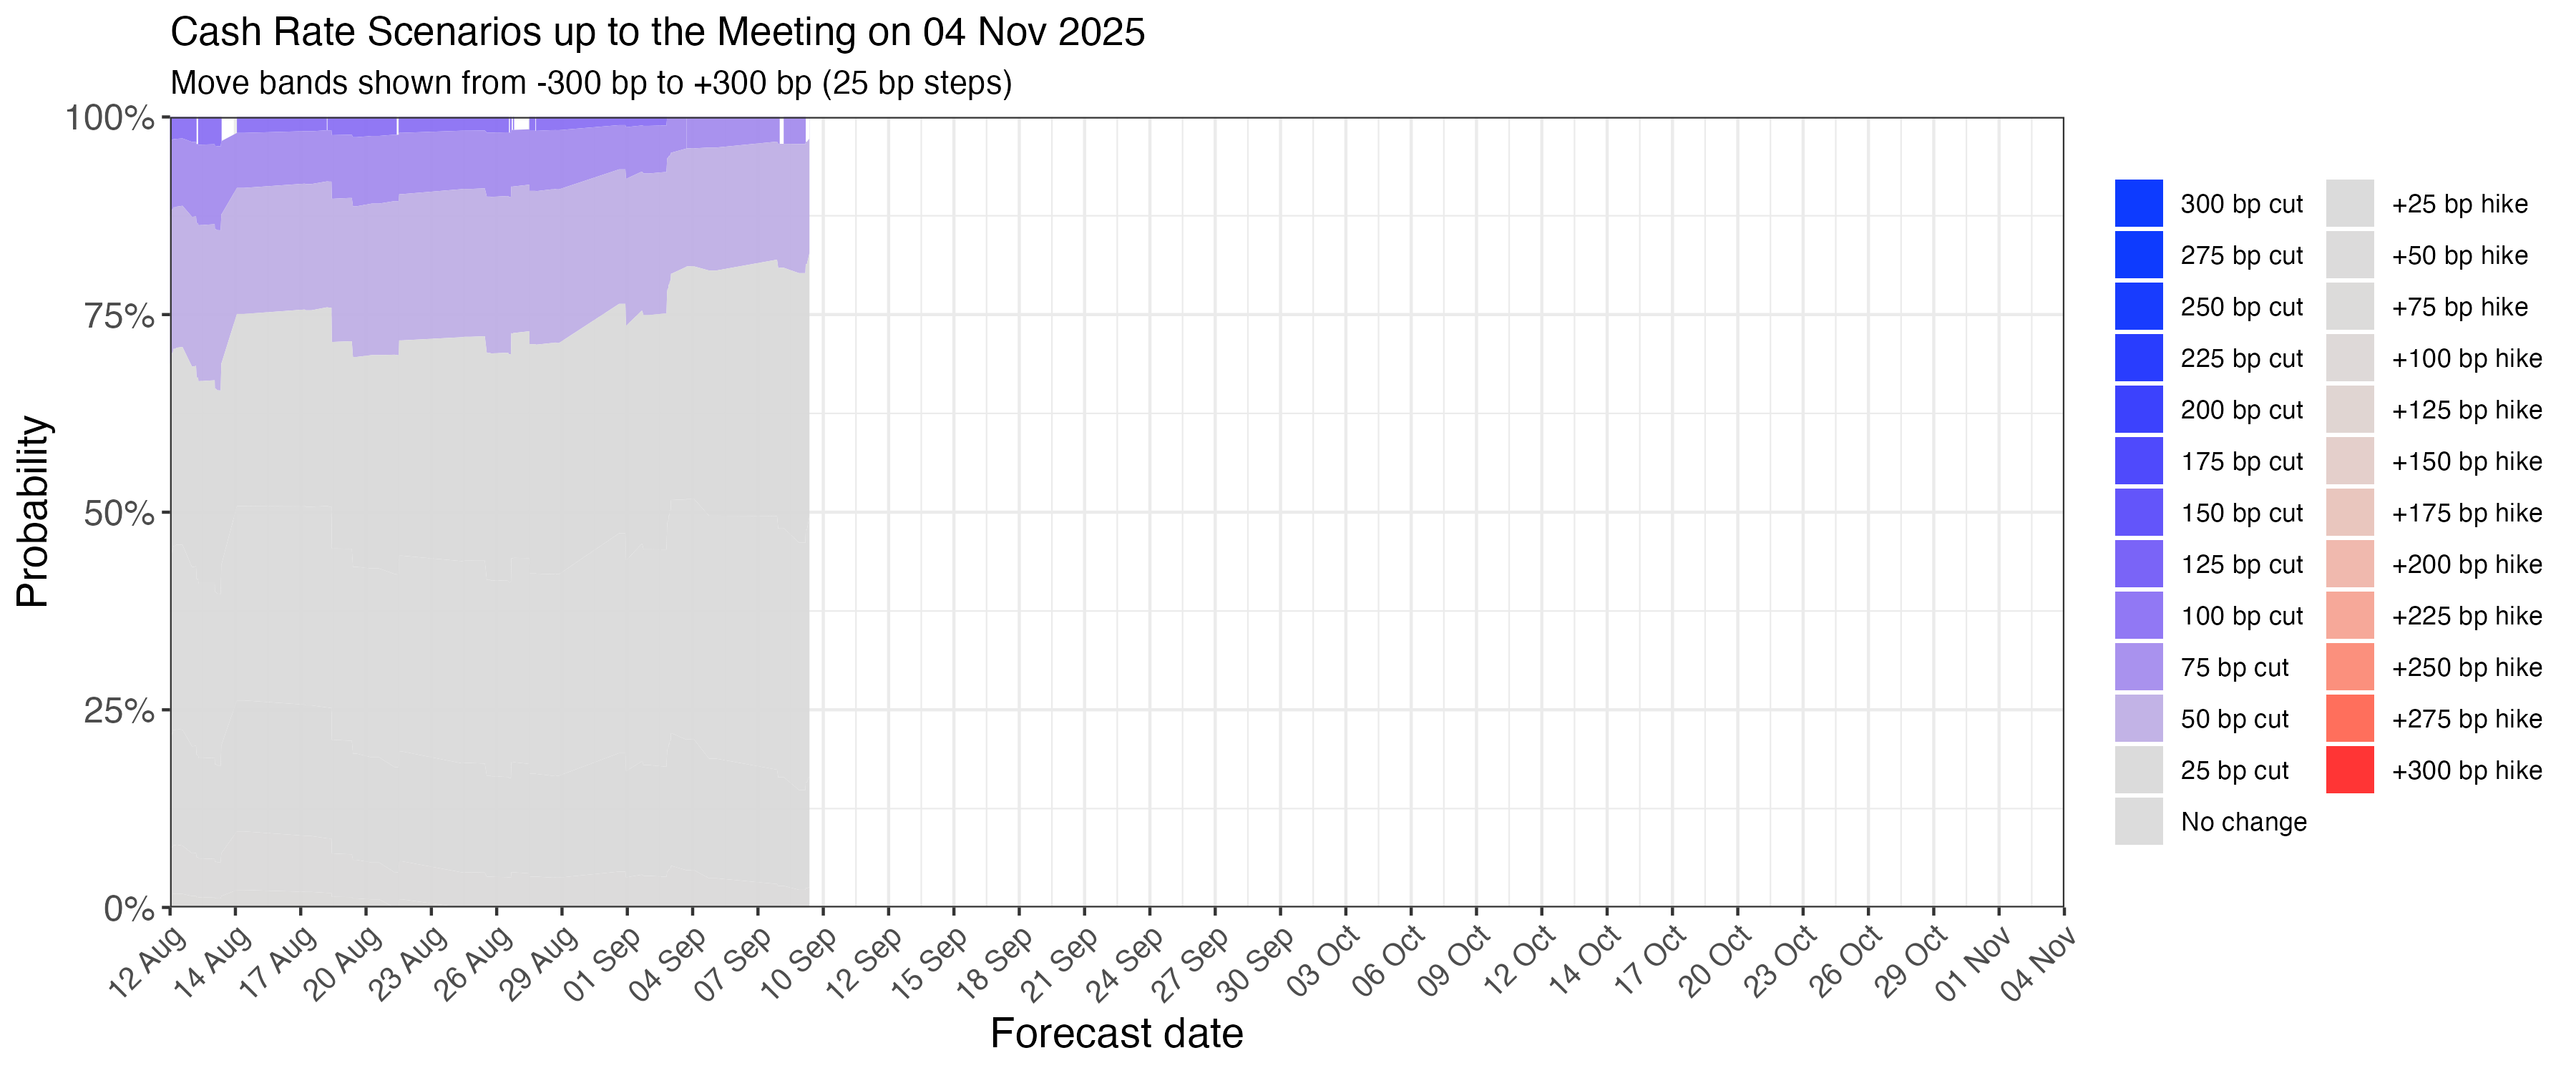 Cash Rate Scenarios up to the Meeting on 04 Nov 2025
Move bands shown from -300 bp to +300 bp (25 bp steps)
Probability
100%
75%
50%
25%
0%
12 Aug
14 Aug
17 Aug
20 Aug
23 Aug
26 Aug
29 Aug
01 Sep
04 Sep
07 Sep
10 Sep
12 Sep
15 Sep
18 Sep
21 Sep
24 Sep
27 Sep
30 Sep
03 Oct
06 Oct
09 Oct
12 Oct
14 Oct
17 Oct
20 Oct
23 Oct
26 Oct
29 Oct
01 Nov
04 Nov
Forecast date
300 bp cut
275 bp cut
250 bp cut
225 bp cut
200 bp cut
175 bp cut
150 bp cut
125 bp cut
100 bp cut
75 bp cut
50 bp cut
25 bp cut
No change
+25 bp hike
+50 bp hike
+75 bp hike
+100 bp hike
+125 bp hike
+150 bp hike
+175 bp hike
+200 bp hike
+225 bp hike
+250 bp hike
+275 bp hike
+300 bp hike